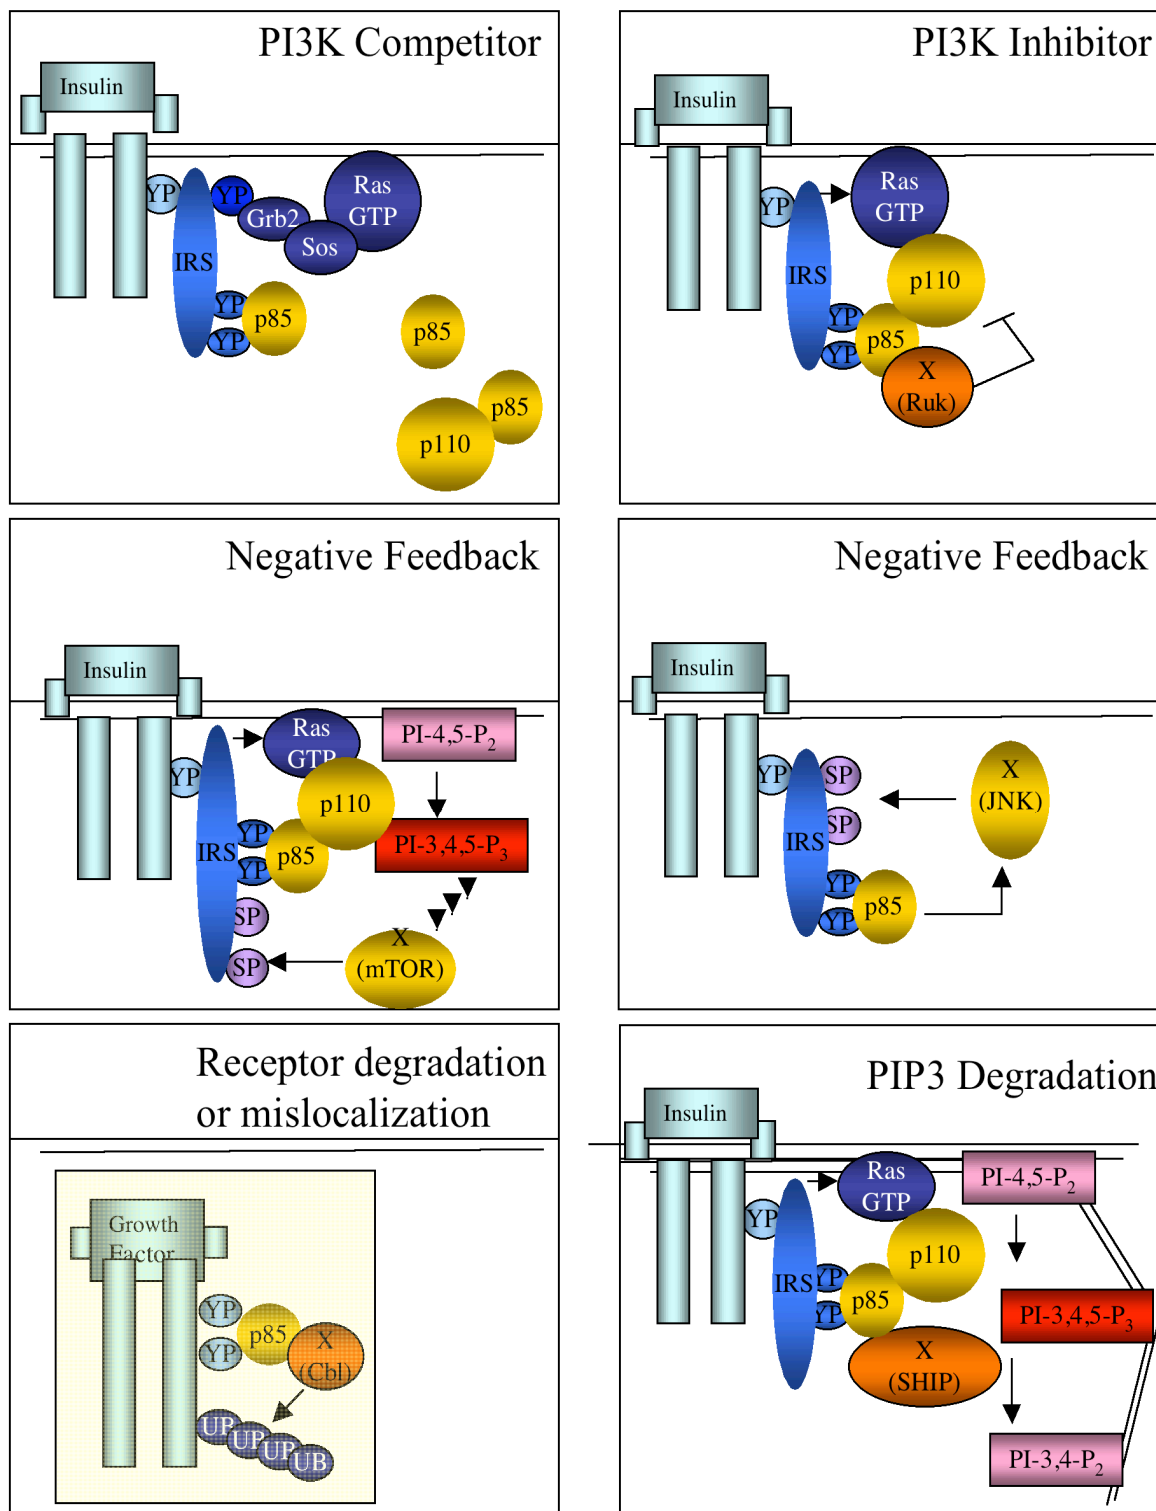 PI3K Competitor
Insulin
YP
YP
Ras
GTP
Grb2
Sos
IRS
YP
YP
p85
p85
p85
p110
PI3K Inhibitor
Insulin
YP
Ras
GTP
IRS
p110
YP
YP
p85
X
(Ruk)
Negative Feedback
Insulin
Ras
GTP
PI-4,5-P2
YP
p110
IRS
YP
YP
p85
PI-3,4,5-P3
SP
SP
X
(mTOR)
Negative Feedback
Insulin
YP
SP
SP
X
(JNK)
IRS
YP
YP
p85
Receptor degradation
or mislocalization
Growth
Factor
YP
YP
p85
X
(Cbl)
UB
UB
UB
UB
PIP3 Degradation
Insulin
Ras
GTP
PI-4,5-P2
YP
p110
IRS
YP
YP
p85
PI-3,4,5-P3
X
(SHIP)
PI-3,4-P2